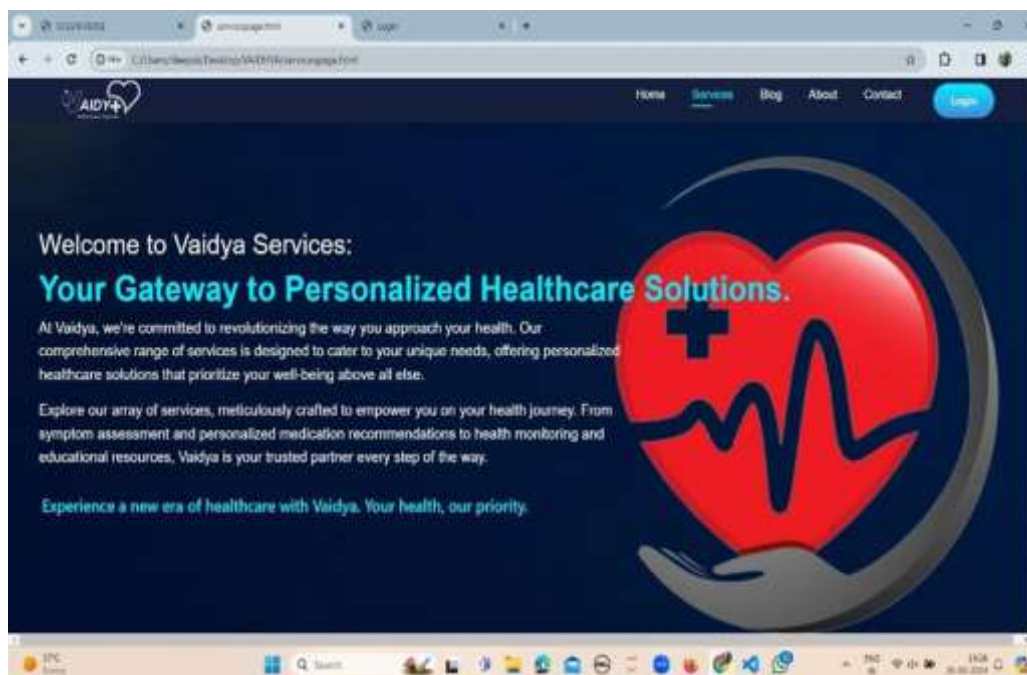 servicespage.html
Login
File
AIDY
Home
Services
Blog
About
Contact
Login
Welcome to Vaidya Services:
Your Gateway to Personalized Healthcare Solutions.
At Vaidya, we're committed to revolutionizing the way you approach your health. Our
comprehensive range of services is designed to cater to your unique needs, offering personalized
healthcare solutions that prioritize your well-being above all else.
Explore our array of services, meticulously crafted to empower you on your health journey. From
symptom assessment and personalized medication recommendations to health monitoring and
educational resources, Vaidya is your trusted partner every step of the way.
Experience a new era of healthcare with Vaidya. Your health, our priority.
Search